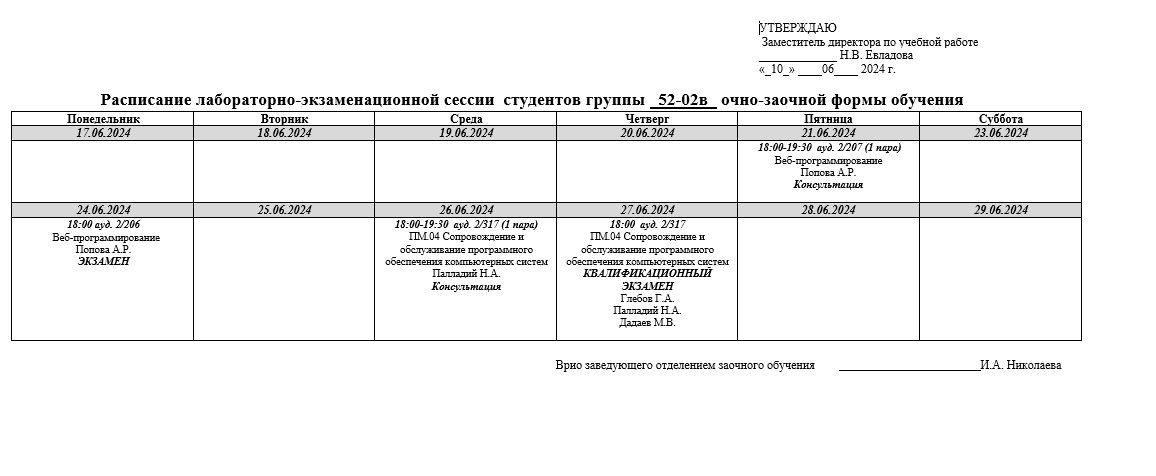 УТВЕРЖДАЮ
Заместитель директора по учебной работе
_____________ Н.В. Евладова
«_10_» ____06____ 2024 г.
Расписание лабораторно-экзаменационной сессии студентов группы _52-02в_ очно-заочной формы обучения
Понедельник Вторник Среда Четверг Пятница Суббота
17.06.2024 18.06.2024 19.06.2024 20.06.2024 21.06.2024 23.06.2024
18:00-19:30 ауд. 2/207 (1 пара)
Веб-программирование
Попова А.Р.
Консультация
24.06.2024 25.06.2024 26.06.2024 27.06.2024 28.06.2024 29.06.2024
18:00 ауд. 2/206
Веб-программирование
Попова А.Р.
ЭКЗАМЕН
18:00-19:30 ауд. 2/317 (1 пара)
ПМ.04 Сопровождение и
обслуживание программного
обеспечения компьютерных систем
Палладий Н.А.
Консультация
18:00 ауд. 2/317
ПМ.04 Сопровождение и
обслуживание программного
обеспечения компьютерных систем
КВАЛИФИКАЦИОННЫЙ
ЭКЗАМЕН
Глебов Г.А.
Палладий Н.А.
Дадаев М.В.
Врио заведующего отделением заочного обучения _______________________И.А. Николаева